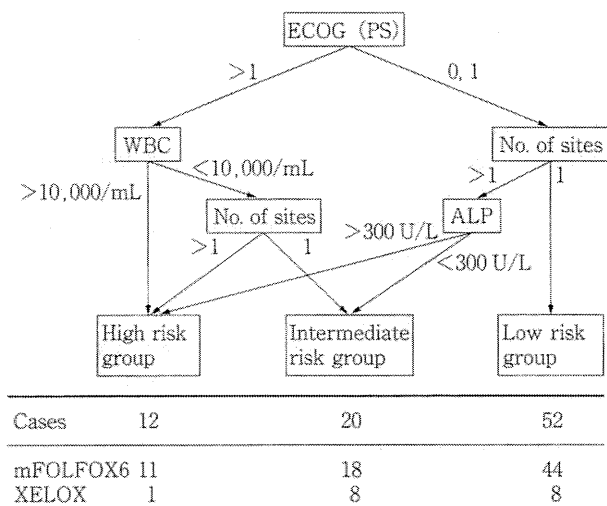 ECOG (PS)
>1
0, 1
WBC
No. of sites
<10,000/mL
>10,000/mL
>1
1
No. of sites
ALP
>1
1
>300 U/L
<300 U/L
High risk
group
Intermediate
risk group
Low risk
group
Cases 12 20 52
mFOLFOX6 11 18 44
XELOX 1 8 8